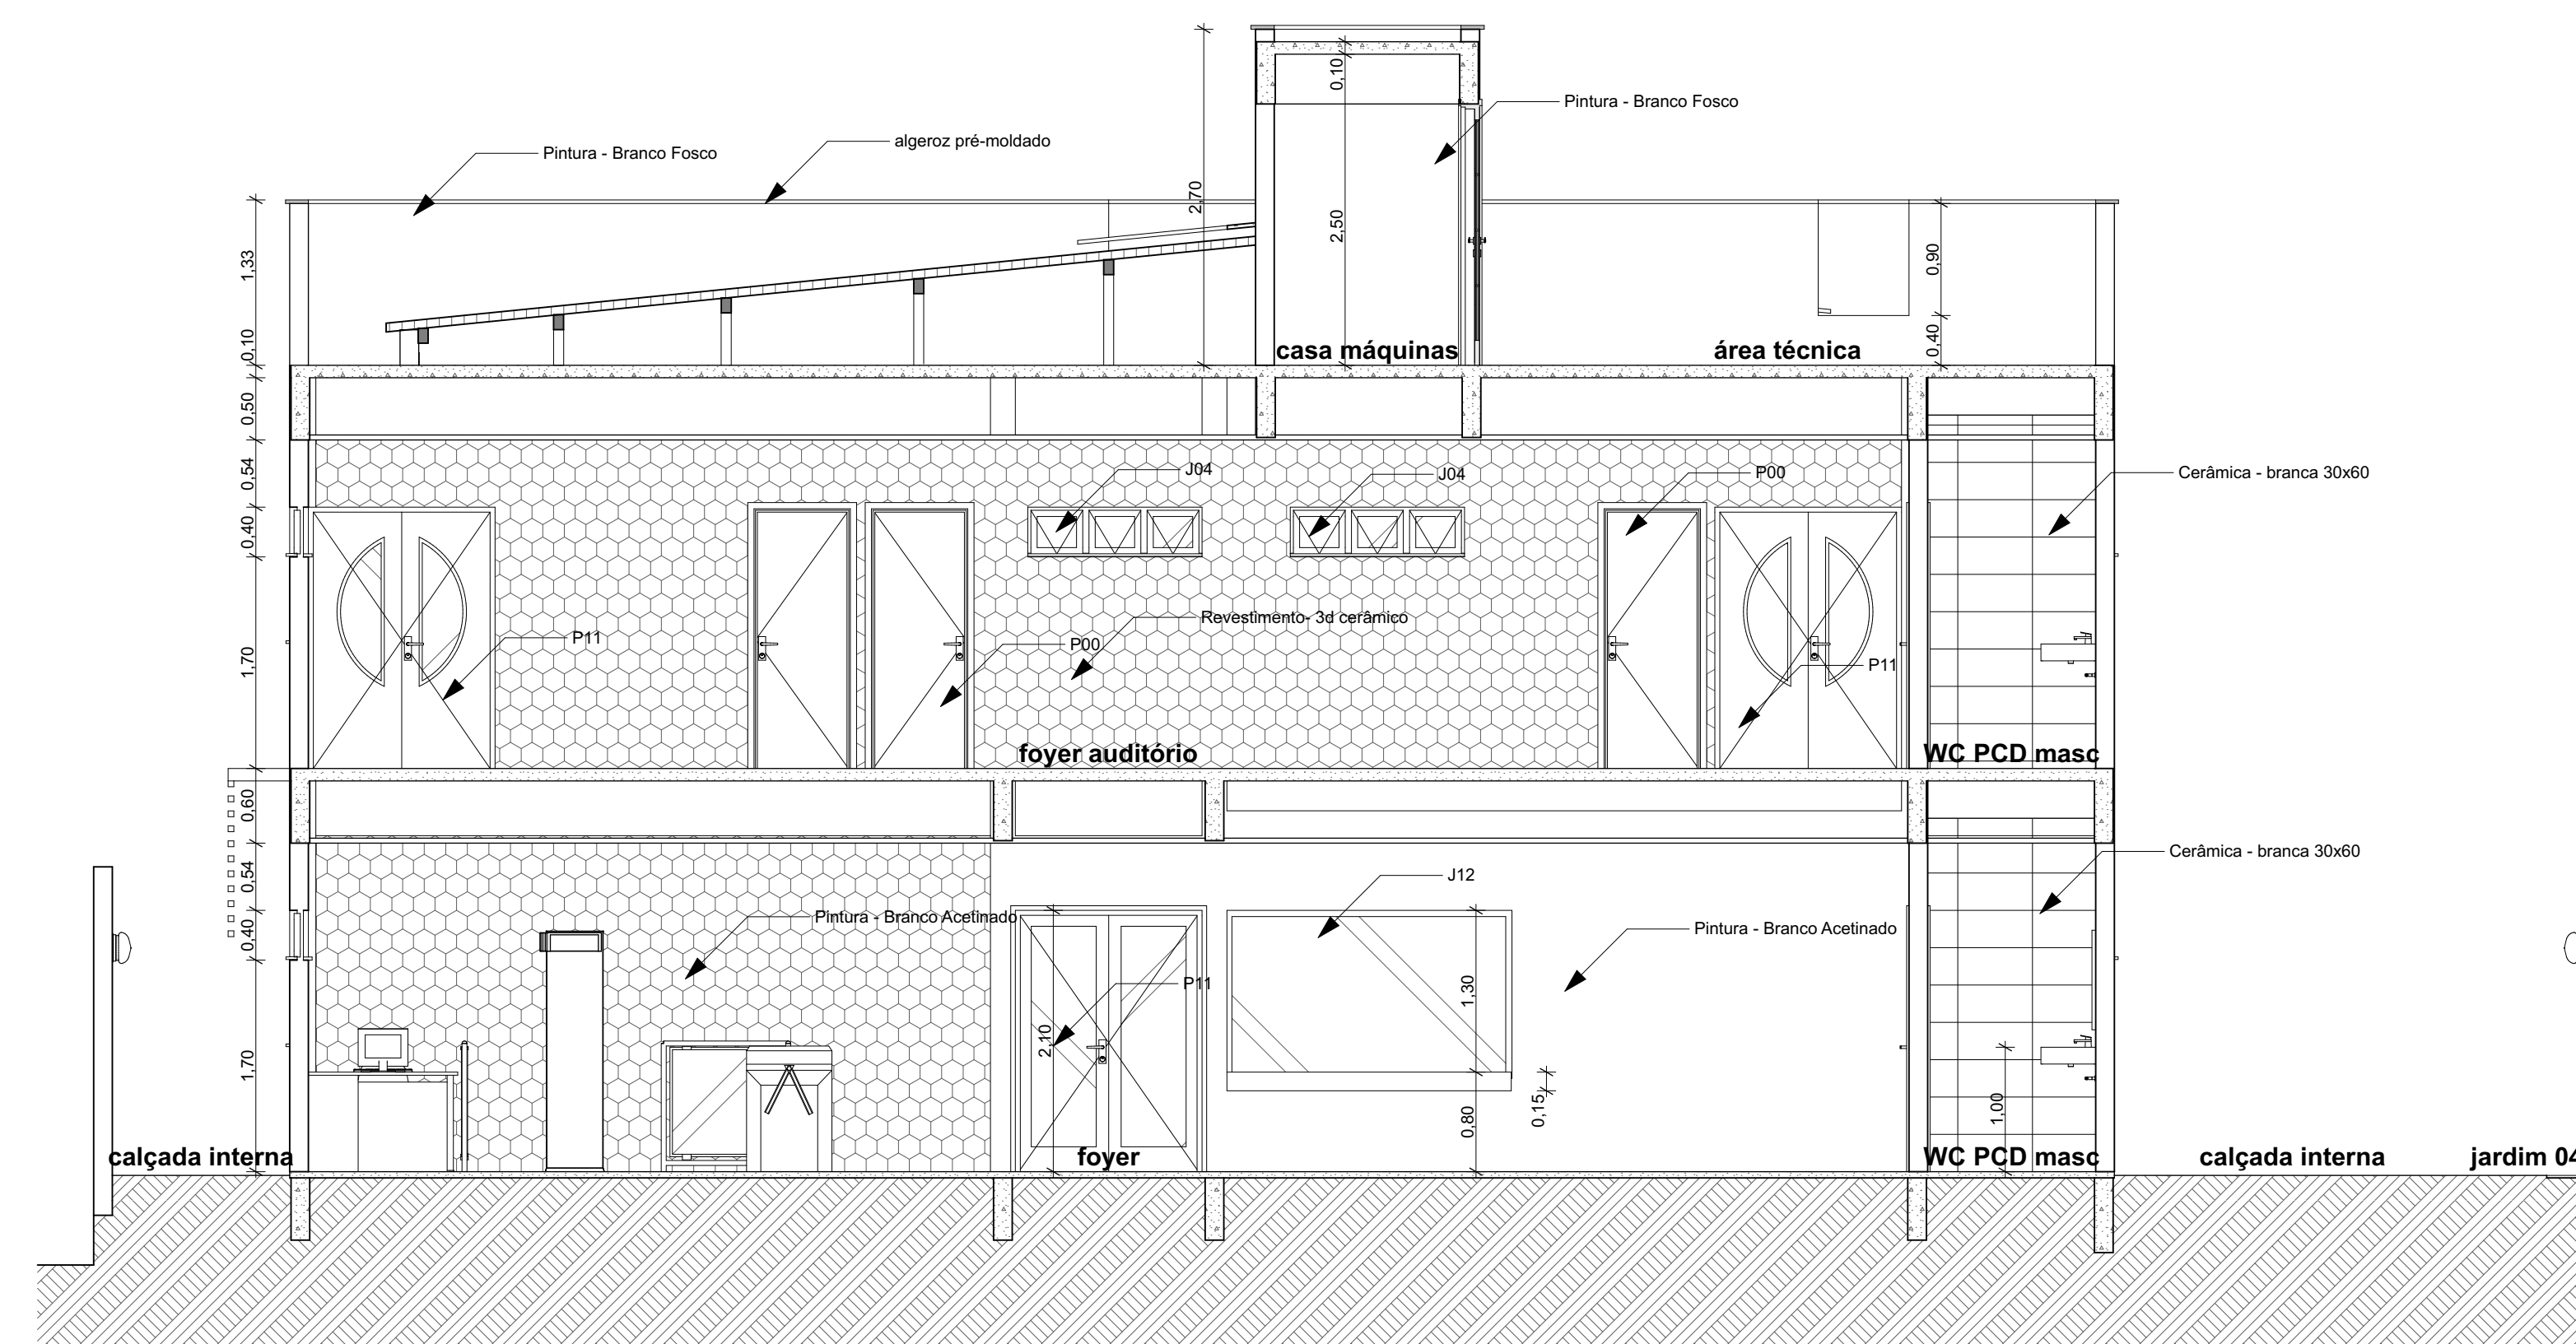 Pintura - Branco Fosco
algeroz pré-moldado
Pintura - Branco Fosco
0,10
2,70
2,50
1,33
0,90
0,10
0,40
casa máquinas
área técnica
0,50
0,54
J04
J04
P00
Cerâmica - branca 30x60
0,40
Revestimento- 3d cerâmico
P11
P00
P11
1,70
foyer auditório
WC PCD masc
0,60
Cerâmica - branca 30x60
0,54
J12
Pintura - Branco Acetinado
Pintura - Branco Acetinado
0,40
P11
1,30
2,10
1,70
0,80
0,15
1,00
calçada interna
foyer
WC PCD masc
calçada interna
jardim 04